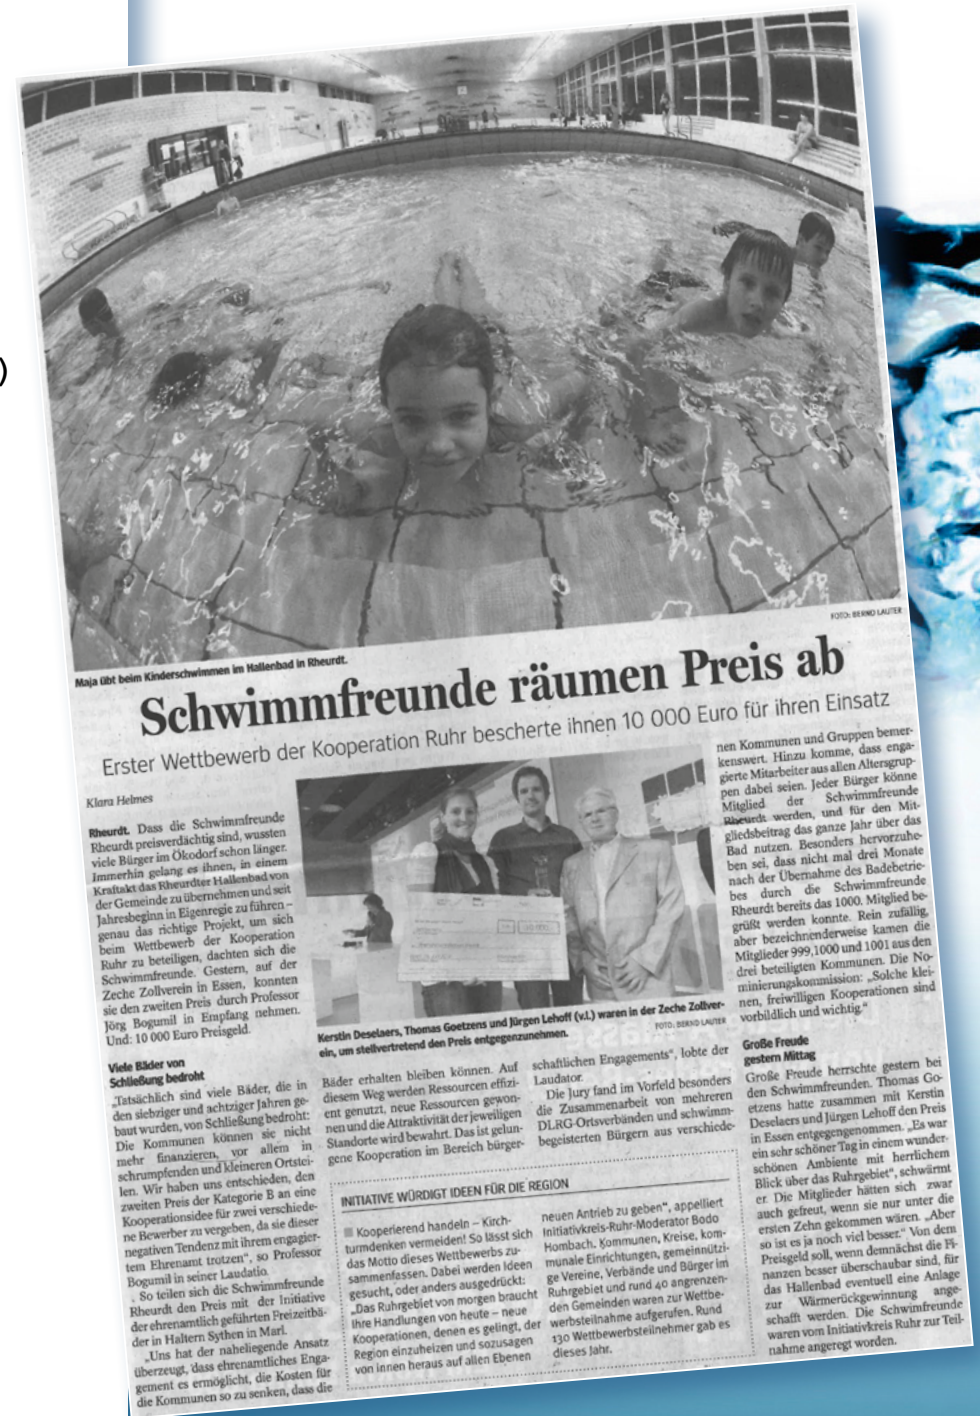 )
FOTO: BERND LAUTER
Maja übt beim Kinderschwimmen im Hallenbad in Rheurdt.
Schwimmfreunde räumen Preis ab
Erster Wettbewerb der Kooperation Ruhr bescherte ihnen 10 000 Euro für ihren Einsatz
Klara Helmes
Rheurdt. Dass die Schwimmfreunde
Rheurdt preisverdächtig sind, wussten
viele Bürger im Ökodorf schon länger.
Immerhin gelang es ihnen, in einem
Kraftakt das Rheurdter Hallenbad von
der Gemeinde zu übernehmen und seit
Jahresbeginn in Eigenregie zu führen –
genau das richtige Projekt, um sich
beim Wettbewerb der Kooperation
Ruhr zu beteiligen, dachten sich die
Schwimmfreunde. Gestern, auf der
Zeche Zollverein in Essen, konnten
sie den zweiten Preis durch Professor
Jörg Bogumil in Empfang nehmen.
Und: 10 000 Euro Preisgeld.
Viele Bäder von
Schließung bedroht
„Tatsächlich sind viele Bäder, die in
den siebziger und achtziger Jahren ge-
baut wurden, von Schließung bedroht:
Die Kommunen können sie nicht
mehr finanzieren, vor allem in
schrumpfenden und kleineren Ortstei-
len. Wir haben uns entschieden, den
zweiten Preis der Kategorie B an eine
Kooperationsidee für zwei verschiede-
ne Bewerber zu vergeben, da sie dieser
negativen Tendenz mit ihrem engagier-
tem Ehrenamt trotzen“, so Professor
Bogumil in seiner Laudatio.
So teilen sich die Schwimmfreunde
Rheurdt den Preis mit der Initiative
der ehrenamtlich geführten Freizeitbä-
der in Haltern Sythen in Marl.
„Uns hat der naheliegende Ansatz
überzeugt, dass ehrenamtliches Enga-
gement es ermöglicht, die Kosten für
die Kommunen so zu senken, dass die
Kerstin Deselaers, Thomas Goetzens und Jürgen Lehoff (v.l.) waren in der Zeche Zollver-
ein, um stellvertretend den Preis entgegenzunehmen.
FOTO: BERND LAUTER
Bäder erhalten bleiben können. Auf
diesem Weg werden Ressourcen effizi-
ent genutzt, neue Ressourcen gewon-
nen und die Attraktivität der jeweiligen
Standorte wird bewahrt. Das ist gelun-
gene Kooperation im Bereich bürger-
schaftlichen Engagements“, lobte der
Laudator.
Die Jury fand im Vorfeld besonders
die Zusammenarbeit von mehreren
DLRG-Ortsverbänden und schwimm-
begeisterten Bürgern aus verschiede-
nen Kommunen und Gruppen bemer-
kenswert. Hinzu komme, dass enga-
gierte Mitarbeiter aus allen Altersgrup-
pen dabei seien. Jeder Bürger könne
Mitglied der Schwimmfreunde
Rheurdt werden, und für den Mit-
gliedsbeitrag das ganze Jahr über das
Bad nutzen. Besonders hervorzuhe-
ben sei, dass nicht mal drei Monate
nach der Übernahme des Badebetrie-
bes durch die Schwimmfreunde
Rheurdt bereits das 1000. Mitglied be-
grüßt werden konnte. Rein zufällig,
aber bezeichnenderweise kamen die
Mitglieder 999,1000 und 1001 aus den
drei beteiligten Kommunen. Die No-
minierungskommission: „Solche klei-
nen, freiwilligen Kooperationen sind
vorbildlich und wichtig.“
Große Freude
gestern Mittag
Große Freude herrschte gestern bei
den Schwimmfreunden. Thomas Go-
etzens hatte zusammen mit Kerstin
Deselaers und Jürgen Lehoff den Preis
in Essen entgegengenommen. „Es war
ein sehr schöner Tag in einem wunder-
schönen Ambiente mit herrlichem
Blick über das Ruhrgebiet“, schwärmt
er. Die Mitglieder hätten sich zwar
auch gefreut, wenn sie nur unter die
ersten Zehn gekommen wären. „Aber
so ist es ja noch viel besser.“ Von dem
Preisgeld soll, wenn demnächst die Fi-
nanzen besser überschaubar sind, für
das Hallenbad eventuell eine Anlage
zur Wärmerückgewinnung ange-
schafft werden. Die Schwimfreunde
waren vom Initiativkreis Ruhr zur Teil-
nahme angeregt worden.
INITIATIVE WÜRDIGT IDEEN FÜR DIE REGION
Kooperierend handeln – Kirch-
turmdenken vermeiden! So lässt sich
das Motto dieses Wettbewerbs zu-
sammenfassen. Dabei werden Ideen
gesucht, oder anders ausgedrückt:
„Das Ruhrgebiet von morgen braucht
Ihre Handlungen von heute – neue
Kooperationen, denen es gelingt, der
Region einzuheizen und sozusagen
von innen heraus auf allen Ebenen
neuen Antrieb zu geben“, appelliert
Initiativkreis-Ruhr-Moderator Bodo
Hombach. Kommunen, Kreise, kom-
munale Einrichtungen, gemeinnützi-
ge Vereine, Verbände und Bürger im
Ruhrgebiet und rund 40 angrenzen-
den Gemeinden waren zur Wettbe-
werbsteilnahme aufgerufen. Rund
130 Wettbewerbsteilnehmer gab es
dieses Jahr.